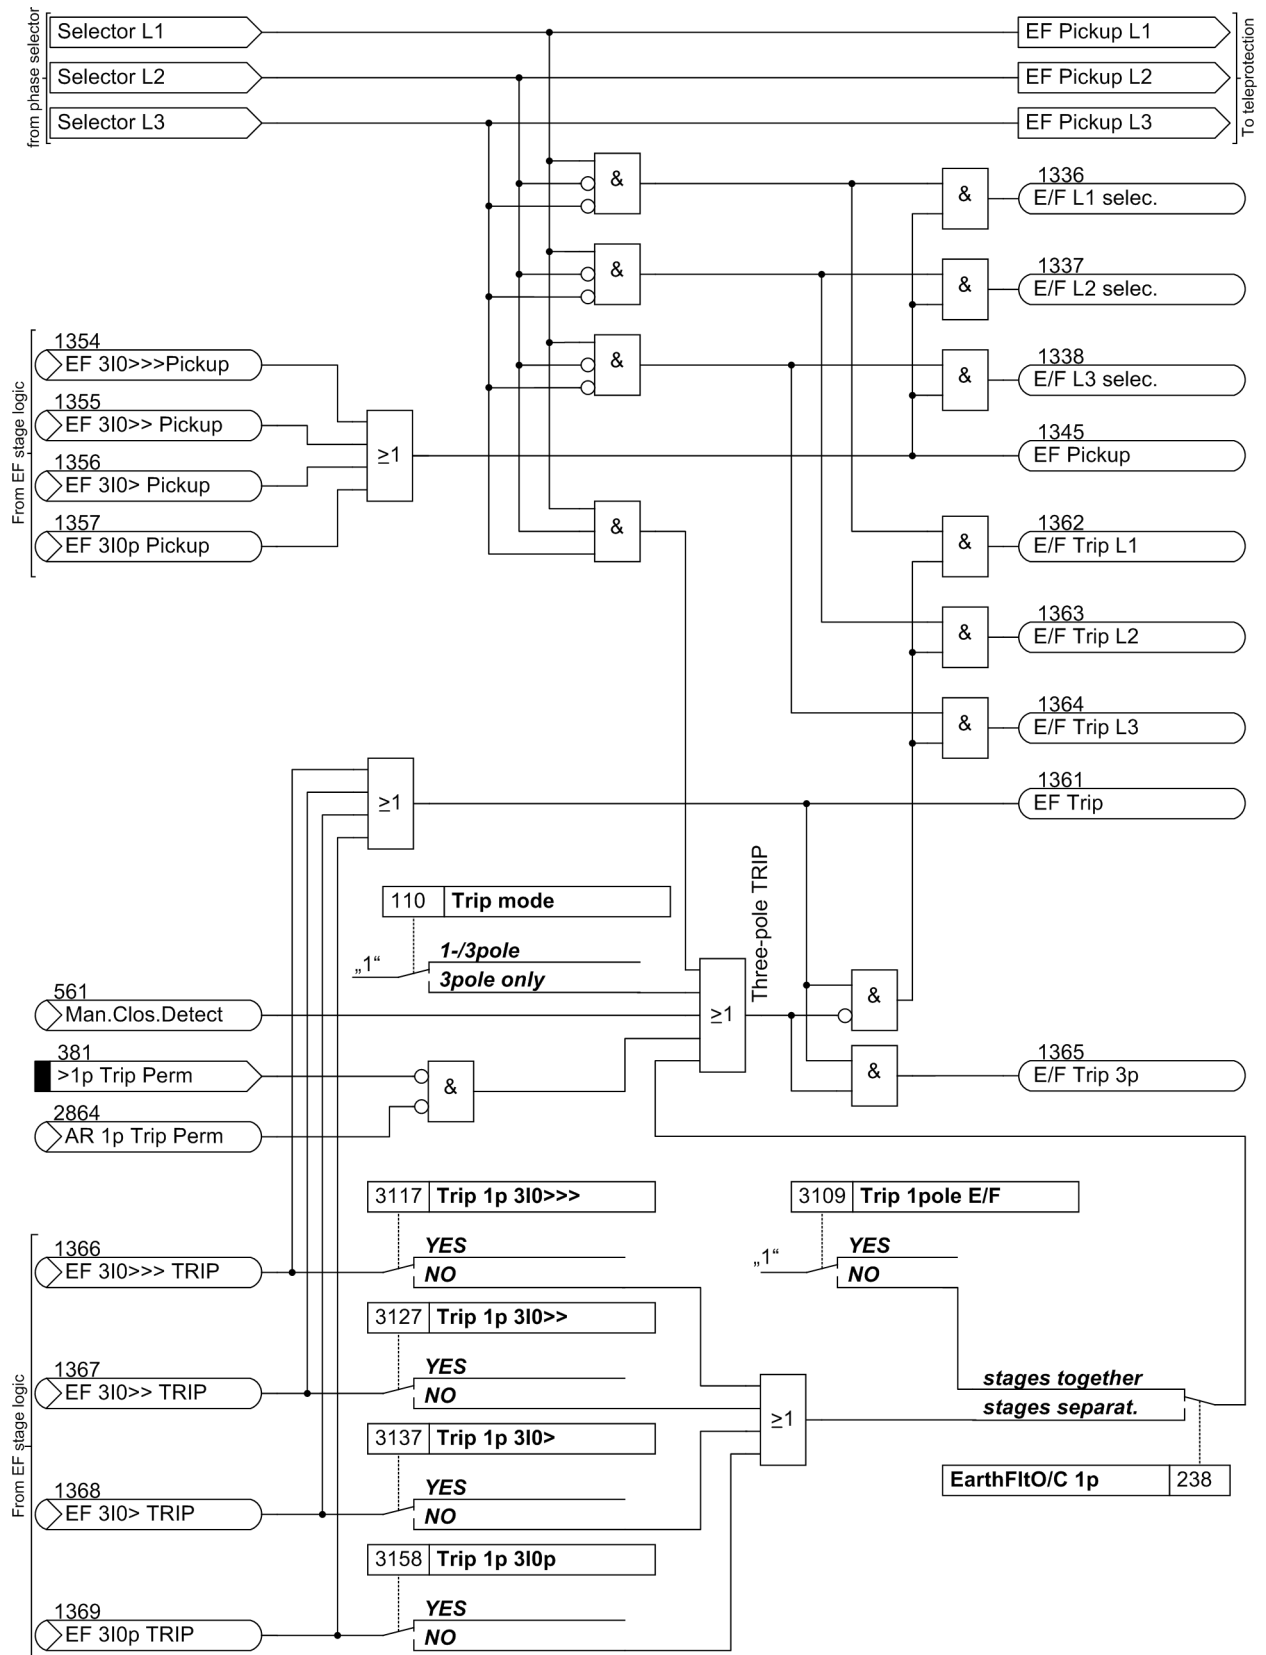 from phase selector
Selector L1
EF Pickup L1
Selector L2
EF Pickup L2
Selector L3
EF Pickup L3
To teleprotection
&
1336
&
E/F L1 selec.
&
1337
&
E/F L2 selec.
From EF stage logic
1354
EF 3I0>>>Pickup
&
1338
&
E/F L3 selec.
1355
EF 3I0>> Pickup
≥1
1345
EF Pickup
1356
EF 3I0> Pickup
1357
EF 3I0p Pickup
&
1362
&
E/F Trip L1
1363
&
E/F Trip L2
1364
&
E/F Trip L3
≥1
1361
EF Trip
Three-pole TRIP
110 Trip mode
„1“
1-/3pole
3pole only
561
Man.Clos.Detect
≥1
&
381
>1p Trip Perm
&
&
1365
E/F Trip 3p
2864
AR 1p Trip Perm
3117 Trip 1p 3I0>>>
3109 Trip 1pole E/F
From EF stage logic
1366
EF 3I0>>> TRIP
YES
NO
„1“
YES
NO
3127 Trip 1p 3I0>>
1367
EF 3I0>> TRIP
YES
NO
≥1
stages together
stages separat.
3137 Trip 1p 3I0>
EarthFltO/C 1p 238
1368
EF 3I0> TRIP
YES
NO
3158 Trip 1p 3I0p
1369
EF 3I0p TRIP
YES
NO